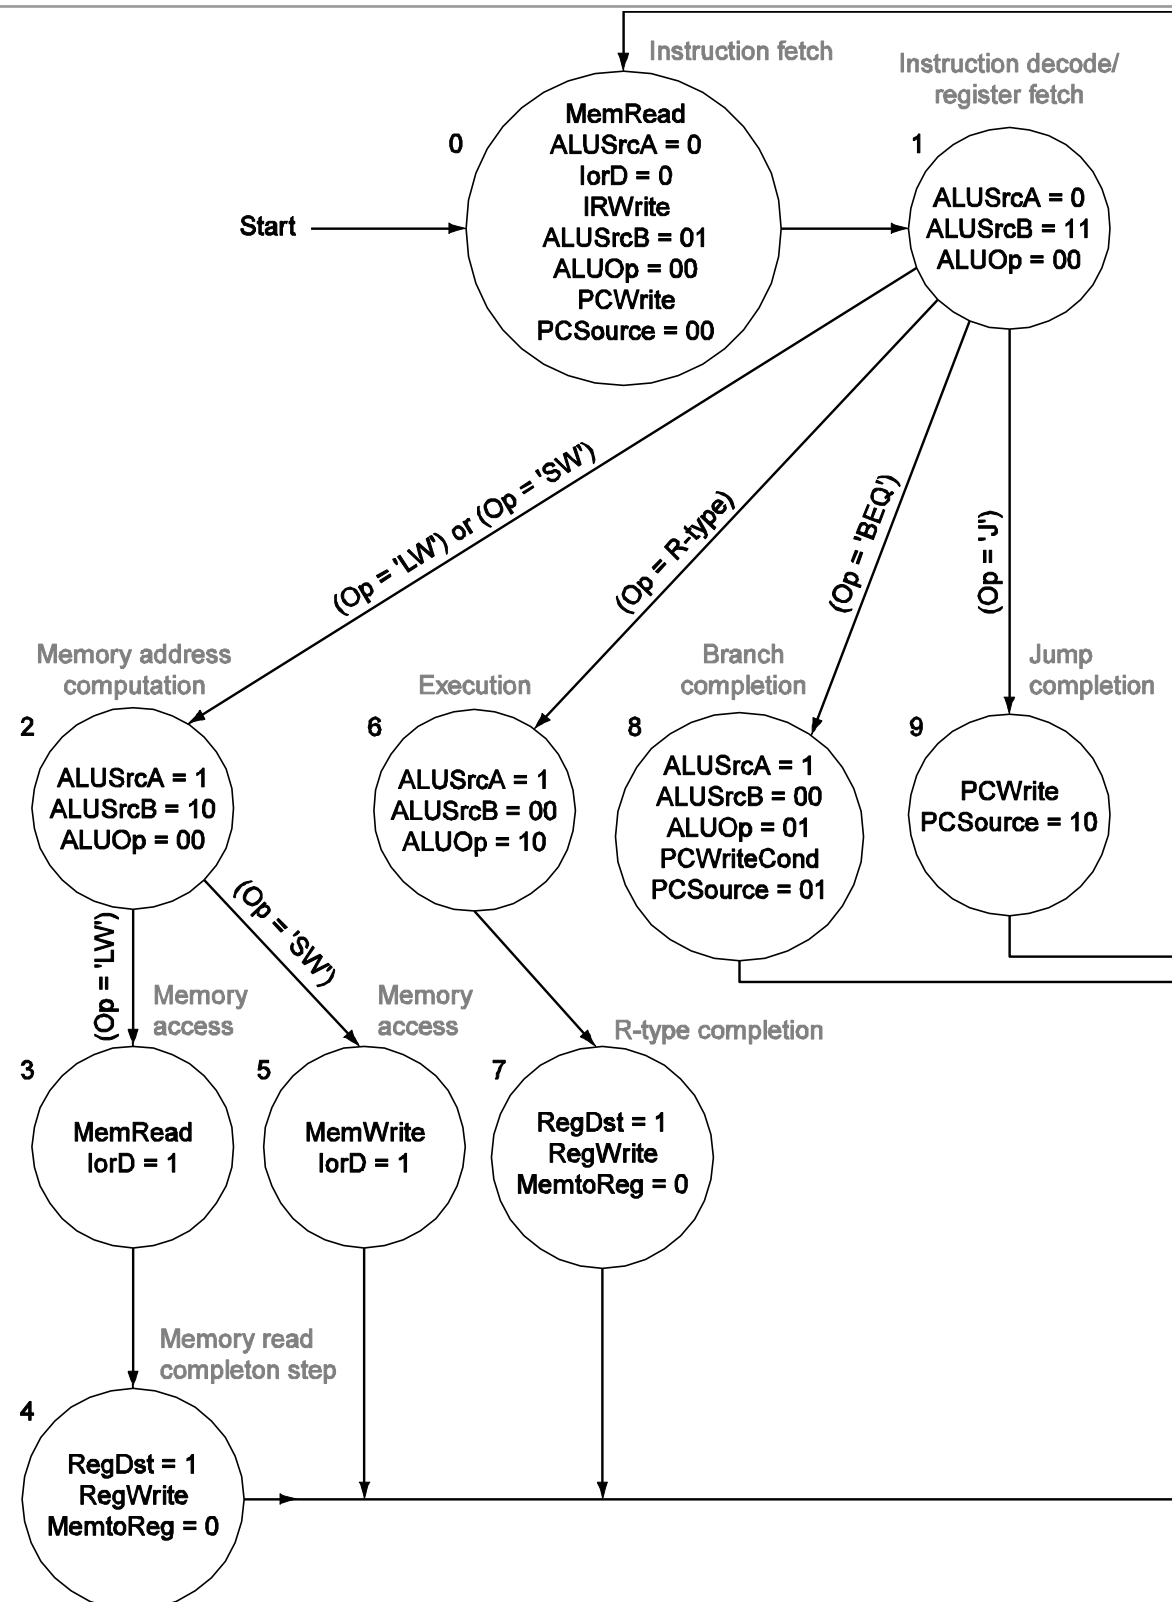 Instruction fetch
Instruction decode/
register fetch
0
MemRead
ALUSrcA = 0
IorD = 0
IRWrite
ALUSrcB = 01
ALUOp = 00
PCWrite
PCSource = 00
1
ALUSrcA = 0
ALUSrcB = 11
ALUOp = 00
Start
(Op = 'LW') or (Op = 'SW')
(Op = R-type)
(Op = 'BEQ')
(Op = 'J')
Memory address
computation
2
ALUSrcA = 1
ALUSrcB = 10
ALUOp = 00
Execution
6
ALUSrcA = 1
ALUSrcB = 00
ALUOp = 10
Branch
completion
8
ALUSrcA = 1
ALUSrcB = 00
ALUOp = 01
PCWriteCond
PCSource = 01
Jump
completion
9
PCWrite
PCSource = 10
(Op = 'LW')
(Op = 'SW')
Memory
access
3
MemRead
IorD = 1
Memory
access
5
MemWrite
IorD = 1
R-type completion
7
RegDst = 1
RegWrite
MemtoReg = 0
Memory read
completon step
4
RegDst = 1
RegWrite
MemtoReg = 0